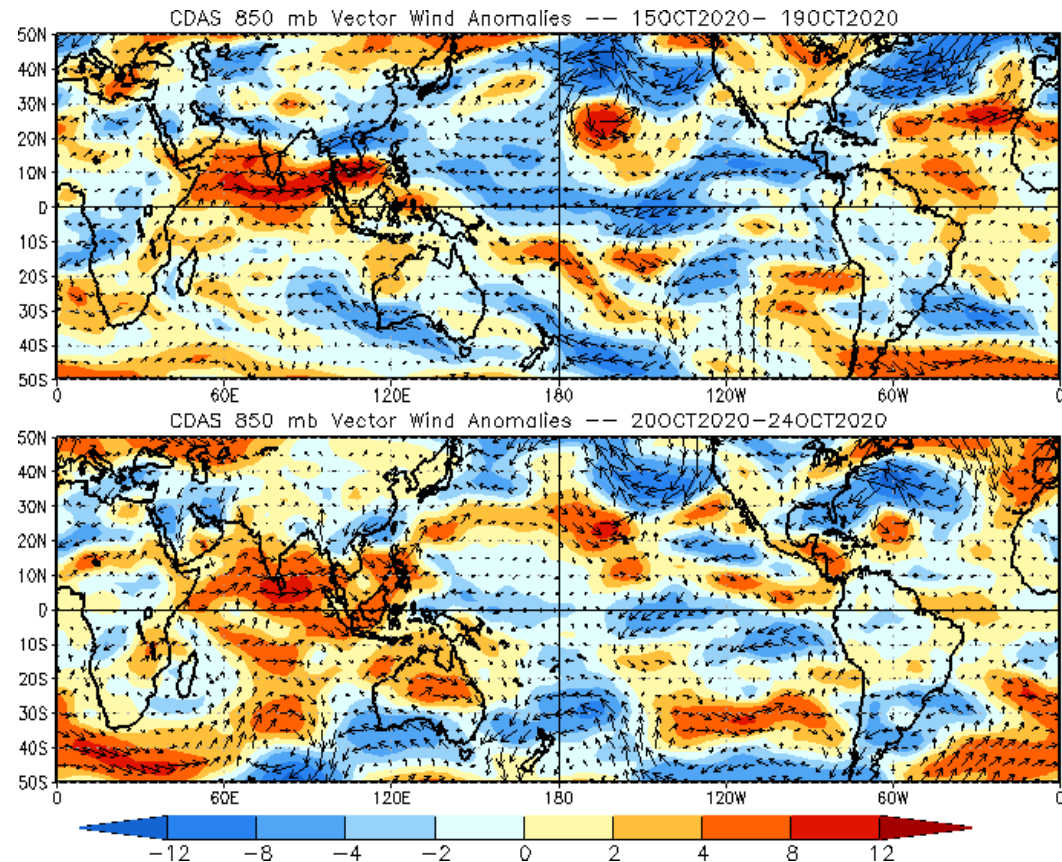 CDAS 850 mb Vector Wind Anomalies -- 15OCT2020- 19OCT2020
50N
40N
30N
20N
10N
0
10S
20S
30S
40S
50S
0 60E 120E 180 120W 60W 0
CDAS 850 mb Vector Wind Anomalies -- 20OCT2020-24OCT2020
50N
40N
30N
20N
10N
0
10S
20S
30S
40S
50S
0 60E 120E 180 120W 60W 0
-12 -8 -4 -2 0 2 4 8 12